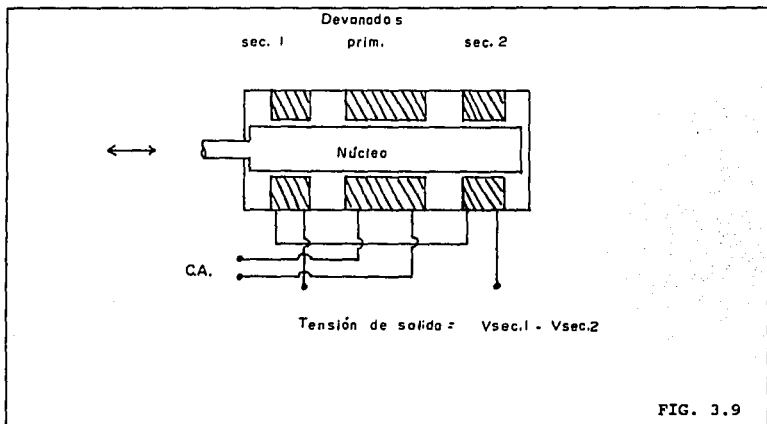 Devanados
sec. 1 prim. sec. 2
Núcleo
C.A.
Tensión de salida = Vsec.1 - Vsec.2
FIG. 3.9